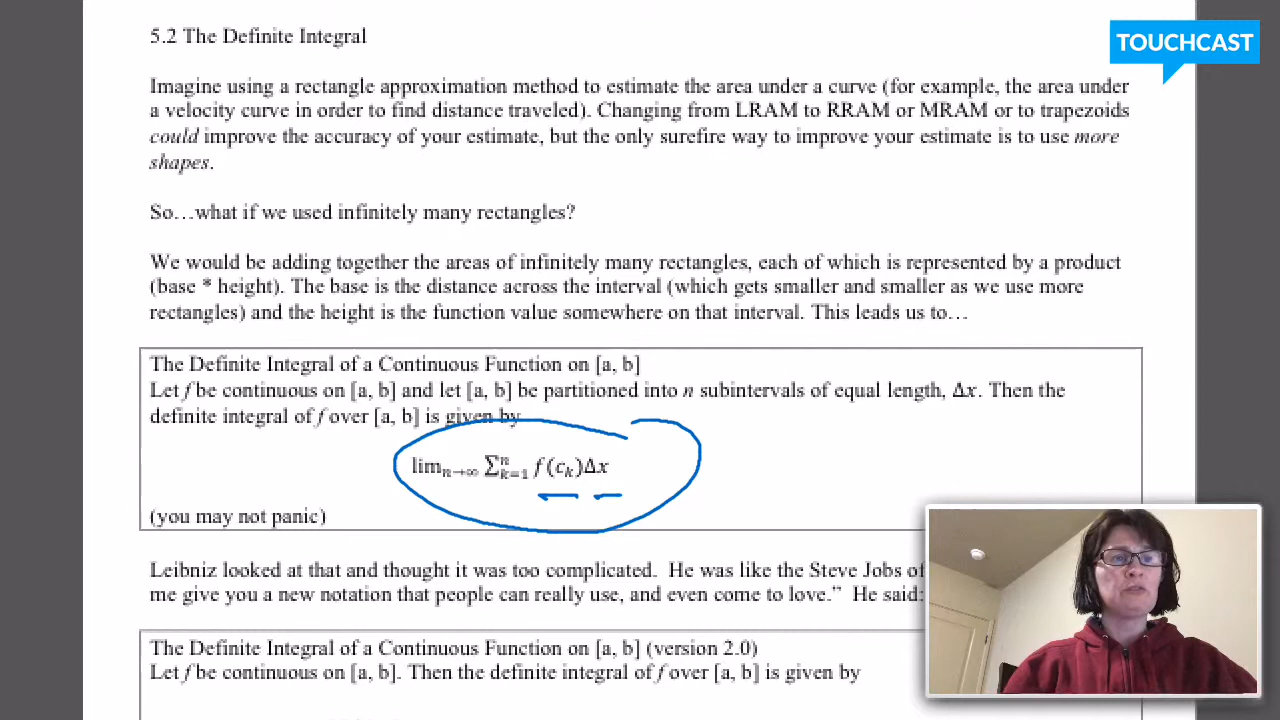 5.2 The Definite Integral
TOUCHCAST
Imagine using a rectangle approximation method to estimate the area under a curve (for example, the area under
a velocity curve in order to find distance traveled). Changing from LRAM to RRAM or MRAM or to trapezoids
could improve the accuracy of your estimate, but the only surefire way to improve your estimate is to use more
shapes.
So…what if we used infinitely many rectangles?
We would be adding together the areas of infinitely many rectangles, each of which is represented by a product
(base * height). The base is the distance across the interval (which gets smaller and smaller as we use more
rectangles) and the height is the function value somewhere on that interval. This leads us to…
The Definite Integral of a Continuous Function on [a, b]
Let f be continuous on [a, b] and let [a, b] be partitioned into n subintervals of equal length, Δx. Then the
definite integral of f over [a, b] is given by
lim_{n→∞} ∑_{k=1}^{n} f(c_k)Δx
(you may not panic)
Leibniz looked at that and thought it was too complicated. He was like the Steve Jobs of
me give you a new notation that people can really use, and even come to love.” He said:
The Definite Integral of a Continuous Function on [a, b] (version 2.0)
Let f be continuous on [a, b]. Then the definite integral of f over [a, b] is given by